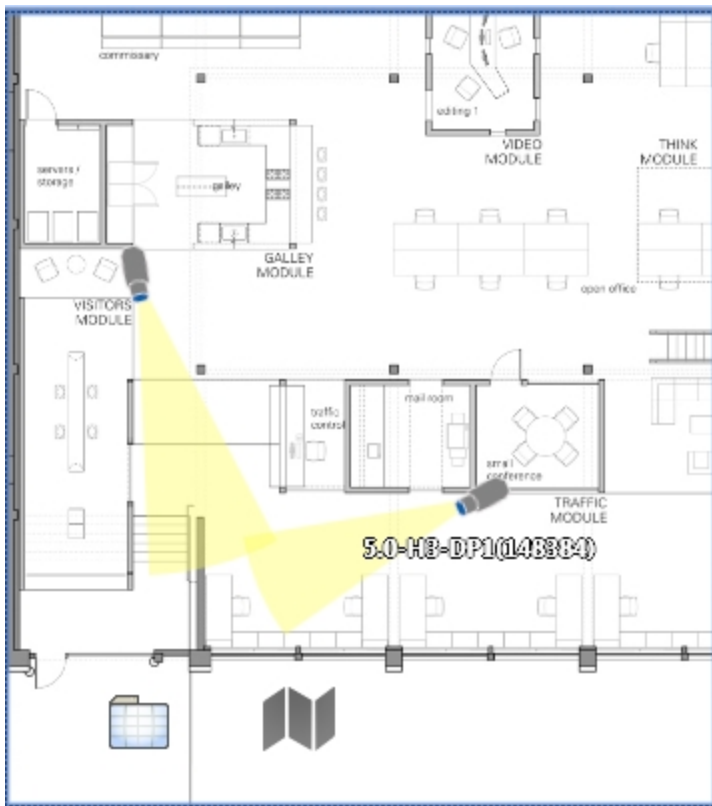 commissary
editing 1
VIDEO
MODULE
THINK
MODULE
servers /
storage
galley
GALLEY
MODULE
open office
VISITORS
MODULE
mail room
traffic
control
small
conference
TRAFFIC
MODULE
5.0-H3-DP1(148384)